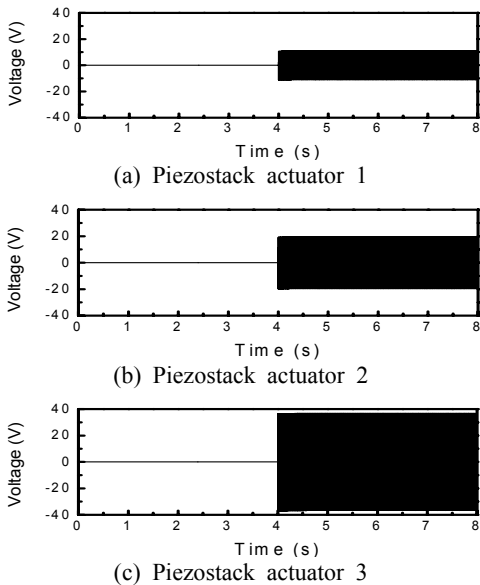 40
20
0
-20
-40
Voltage (V)
0 1 2 3 4 5 6 7 8
Time (s)
(a) Piezostack actuator 1
40
20
0
-20
-40
Voltage (V)
0 1 2 3 4 5 6 7 8
Time (s)
(b) Piezostack actuator 2
40
20
0
-20
-40
Voltage (V)
0 1 2 3 4 5 6 7 8
Time (s)
(c) Piezostack actuator 3